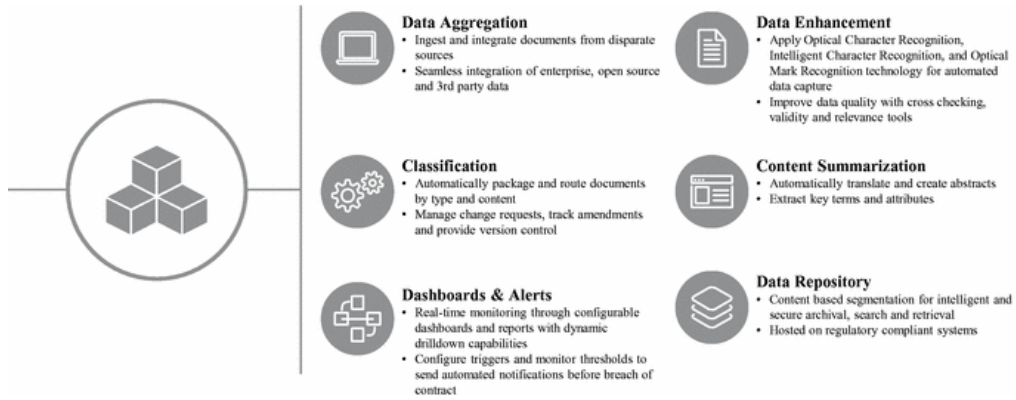 Data Aggregation
• Ingest and integrate documents from disparate
sources
• Seamless integration of enterprise, open source
and 3rd party data
Data Enhancement
• Apply Optical Character Recognition,
Intelligent Character Recognition, and Optical
Mark Recognition technology for automated
data capture
• Improve data quality with cross checking,
validity and relevance tools
Classification
• Automatically package and route documents
by type and content
• Manage change requests, track amendments
and provide version control
Content Summarization
• Automatically translate and create abstracts
• Extract key terms and attributes
Dashboards & Alerts
• Real-time monitoring through configurable
dashboards and reports with dynamic
drilldown capabilities
• Configure triggers and monitor thresholds to
send automated notifications before breach of
contract
Data Repository
• Content based segmentation for intelligent and
secure archival, search and retrieval
• Hosted on regulatory compliant systems